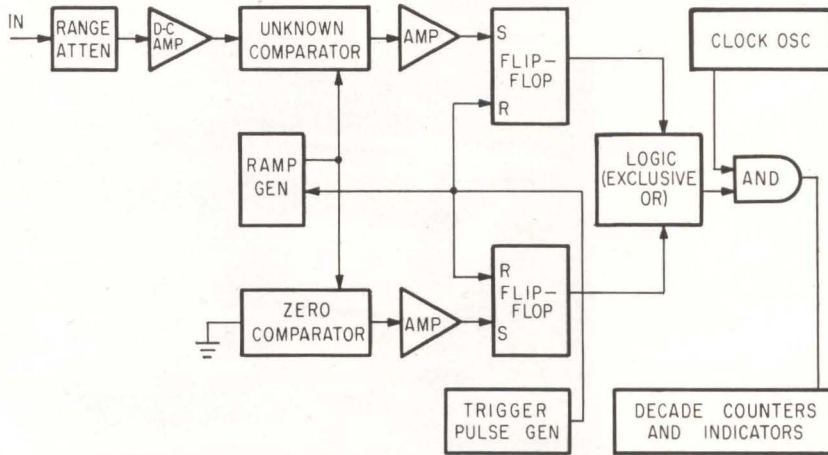 IN
RANGE
ATTEN
D-C
AMP
UNKNOWN
COMPARATOR
AMP
S
FLIP-
FLOP
R
CLOCK OSC
RAMP
GEN
LOGIC
(EXCLUSIVE
OR)
AND
ZERO
COMPARATOR
AMP
R
FLIP-
FLOP
S
TRIGGER
PULSE GEN
DECADE COUNTERS
AND INDICATORS